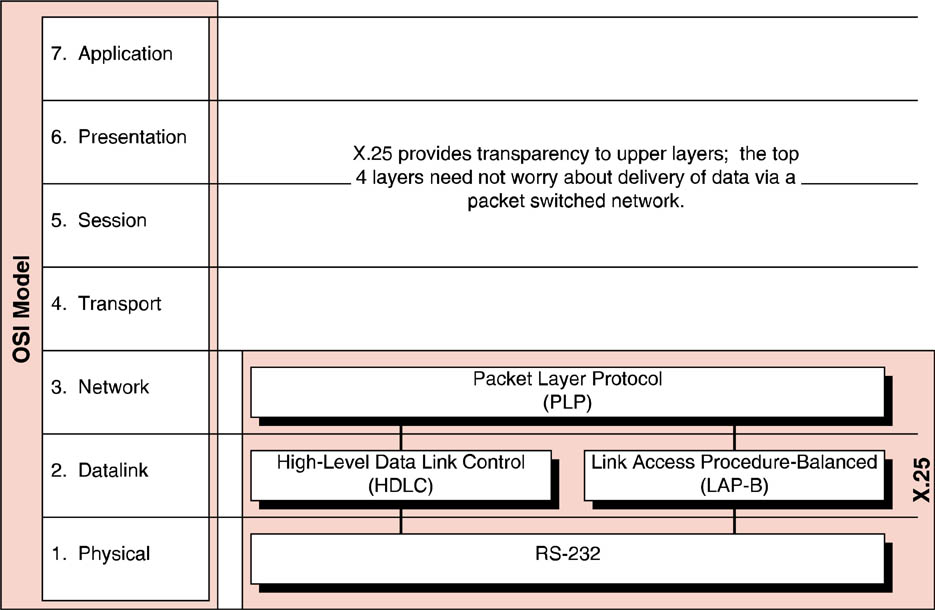 OSI Model
7. Application
6. Presentation
5. Session
4. Transport
3. Network
2. Datalink
1. Physical
X.25 provides transparency to upper layers; the top
4 layers need not worry about delivery of data via a
packet switched network.
Packet Layer Protocol
(PLP)
High-Level Data Link Control
(HDLC)
Link Access Procedure-Balanced
(LAP-B)
RS-232
X.25